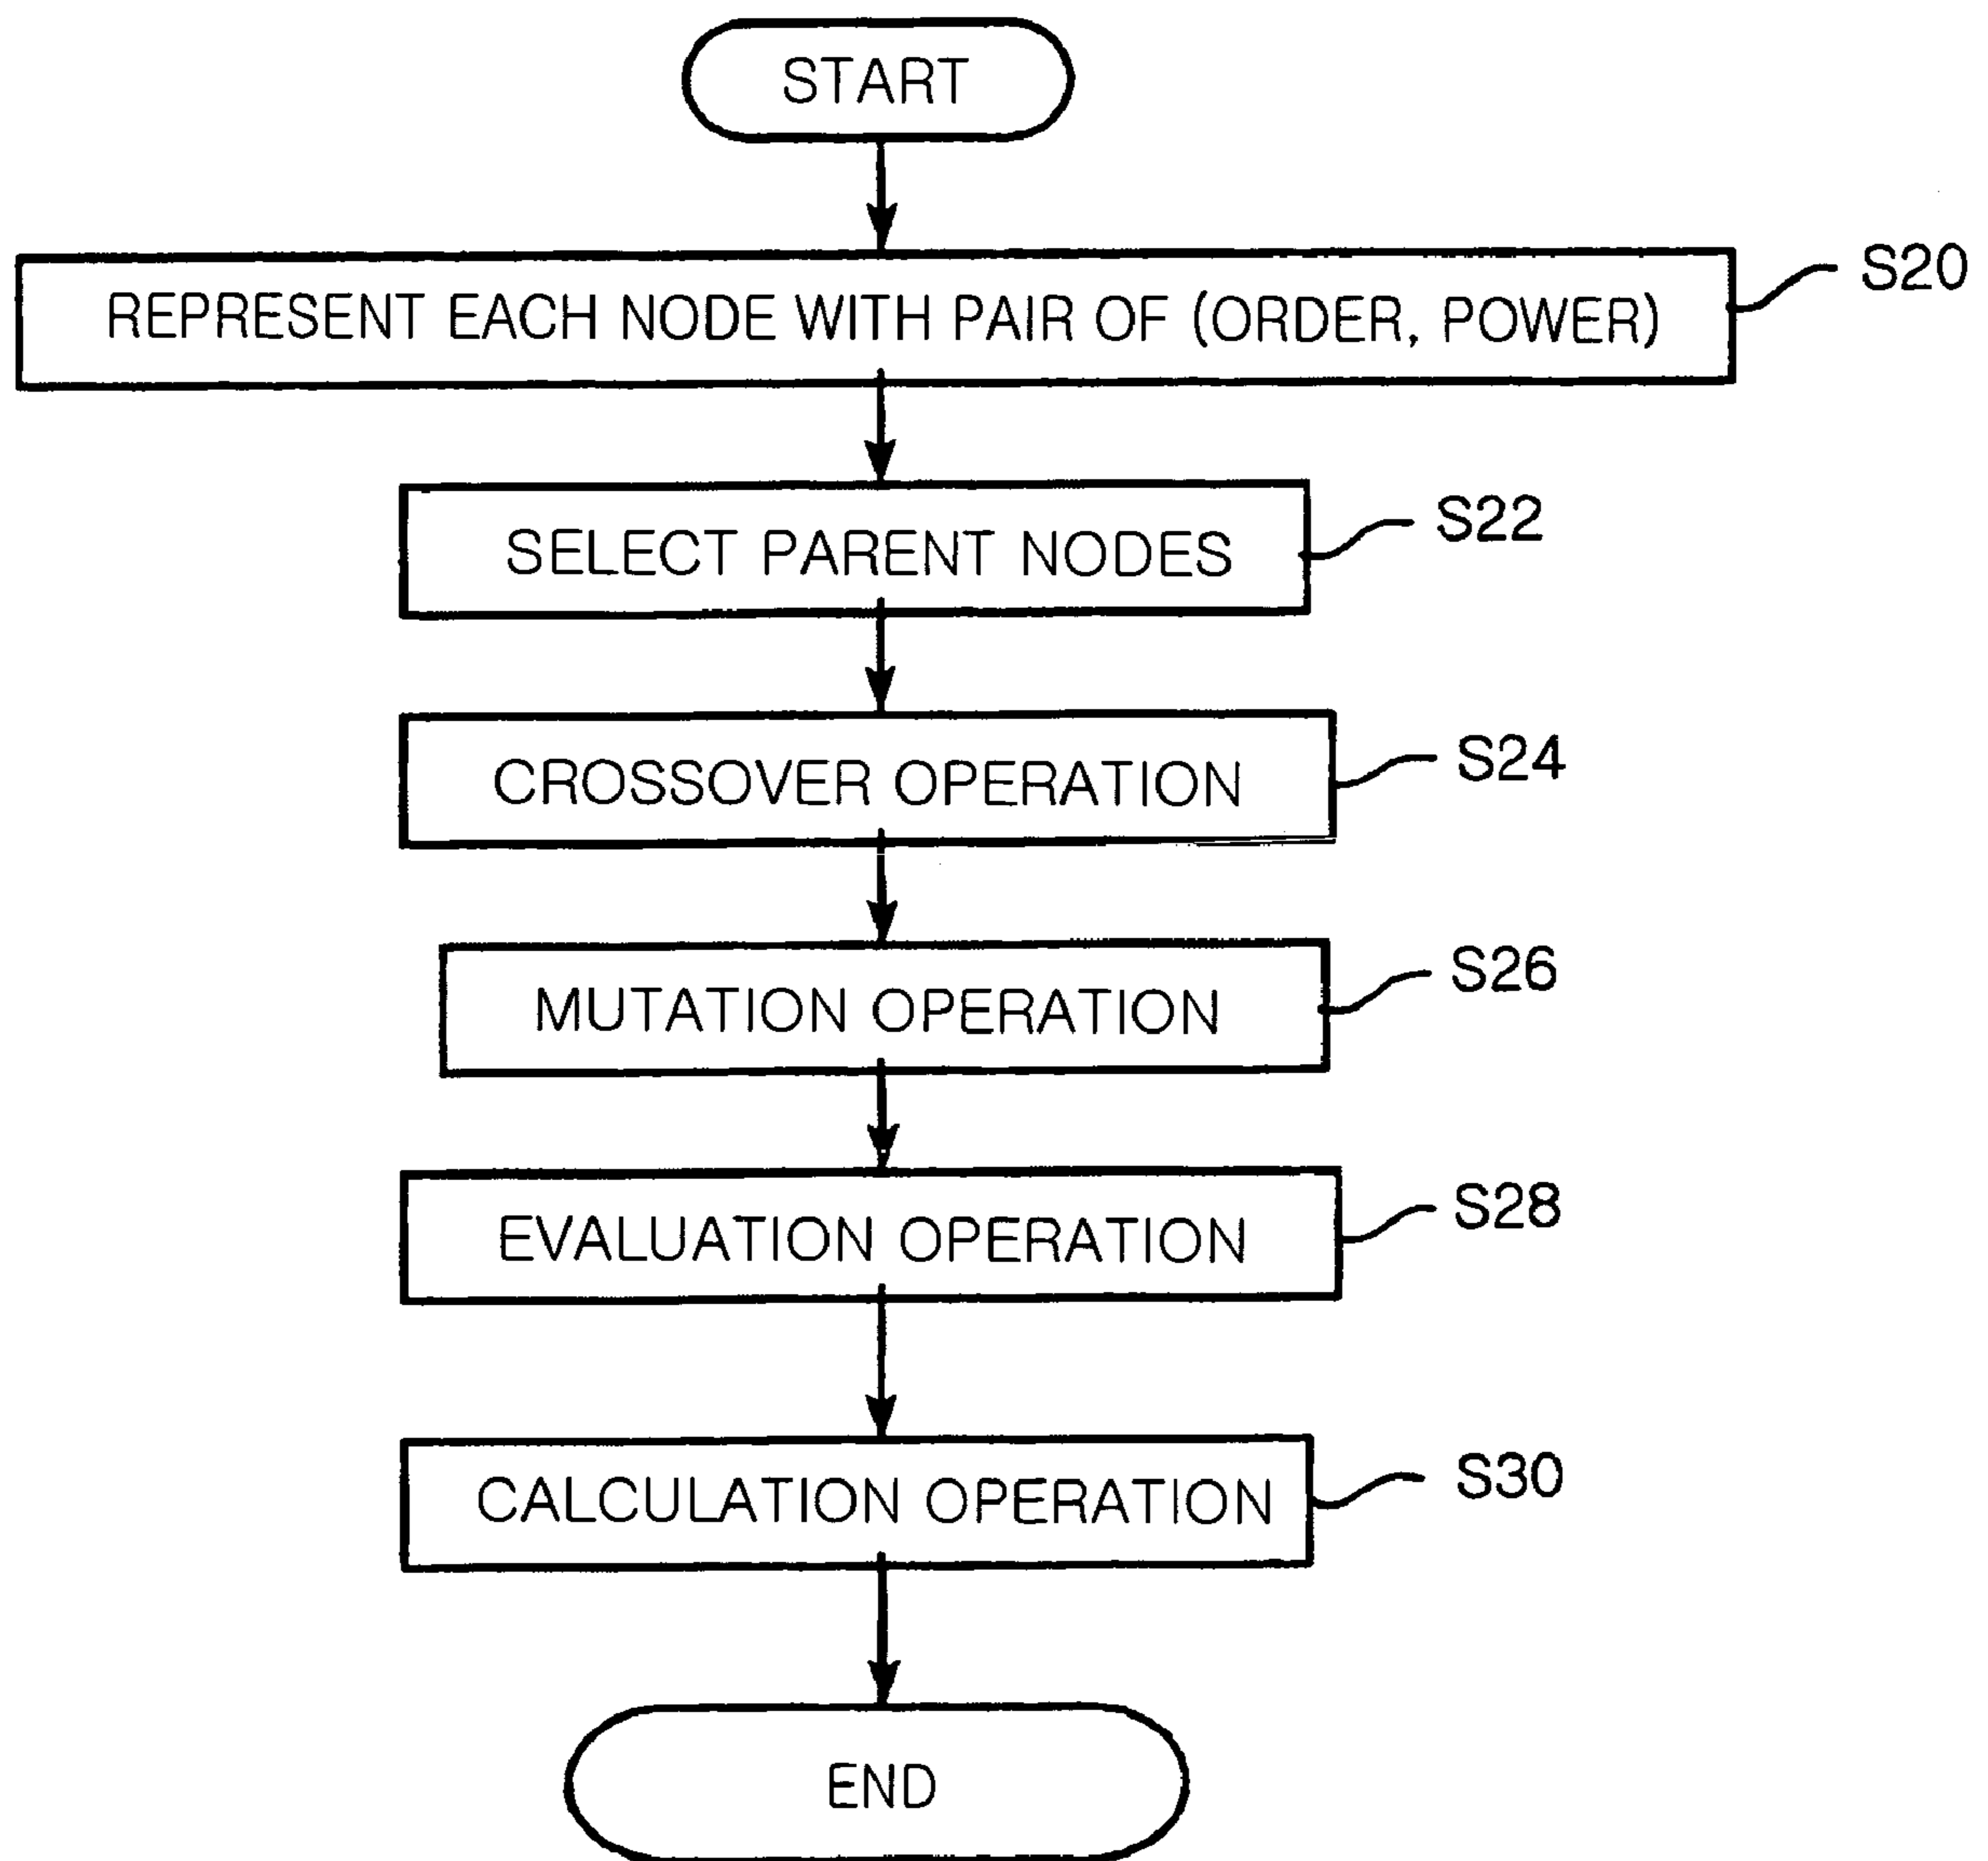 START
REPRESENT EACH NODE WITH PAIR OF (ORDER, POWER)
S20
SELECT PARENT NODES
S22
CROSSOVER OPERATION
S24
MUTATION OPERATION
S26
EVALUATION OPERATION
S28
CALCULATION OPERATION
S30
END